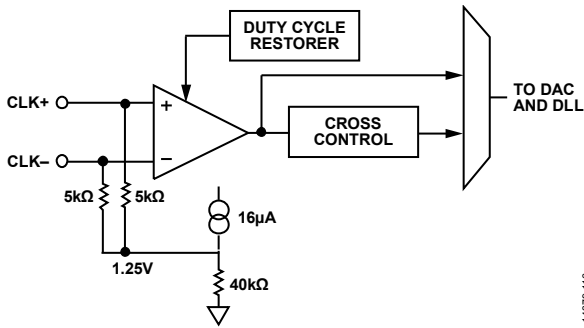 DUTY CYCLE
RESTORER
CLK+
+
TO DAC
AND DLL
CROSS
CONTROL
CLK–
–
5kΩ
5kΩ
16µA
1.25V
40kΩ